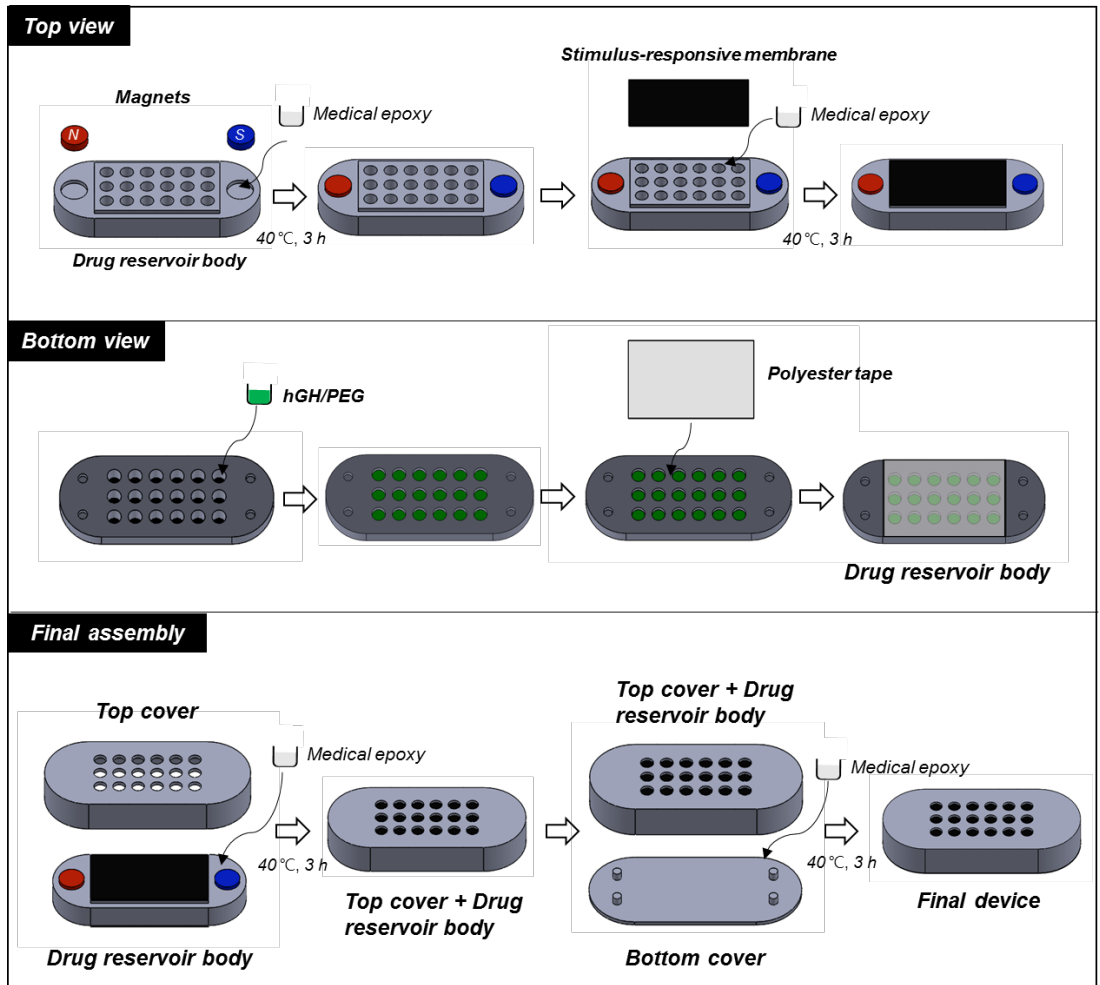 Top view
Magnets
N
S
Medical epoxy
Stimulus-responsive membrane
Medical epoxy
40℃, 3 h
40℃, 3 h
Drug reservoir body
Bottom view
hGH/PEG
Polyester tape
Drug reservoir body
Final assembly
Top cover
Medical epoxy
40℃, 3 h
Drug reservoir body
Top cover + Drug
reservoir body
Top cover + Drug
reservoir body
Medical epoxy
40℃, 3 h
Bottom cover
Final device